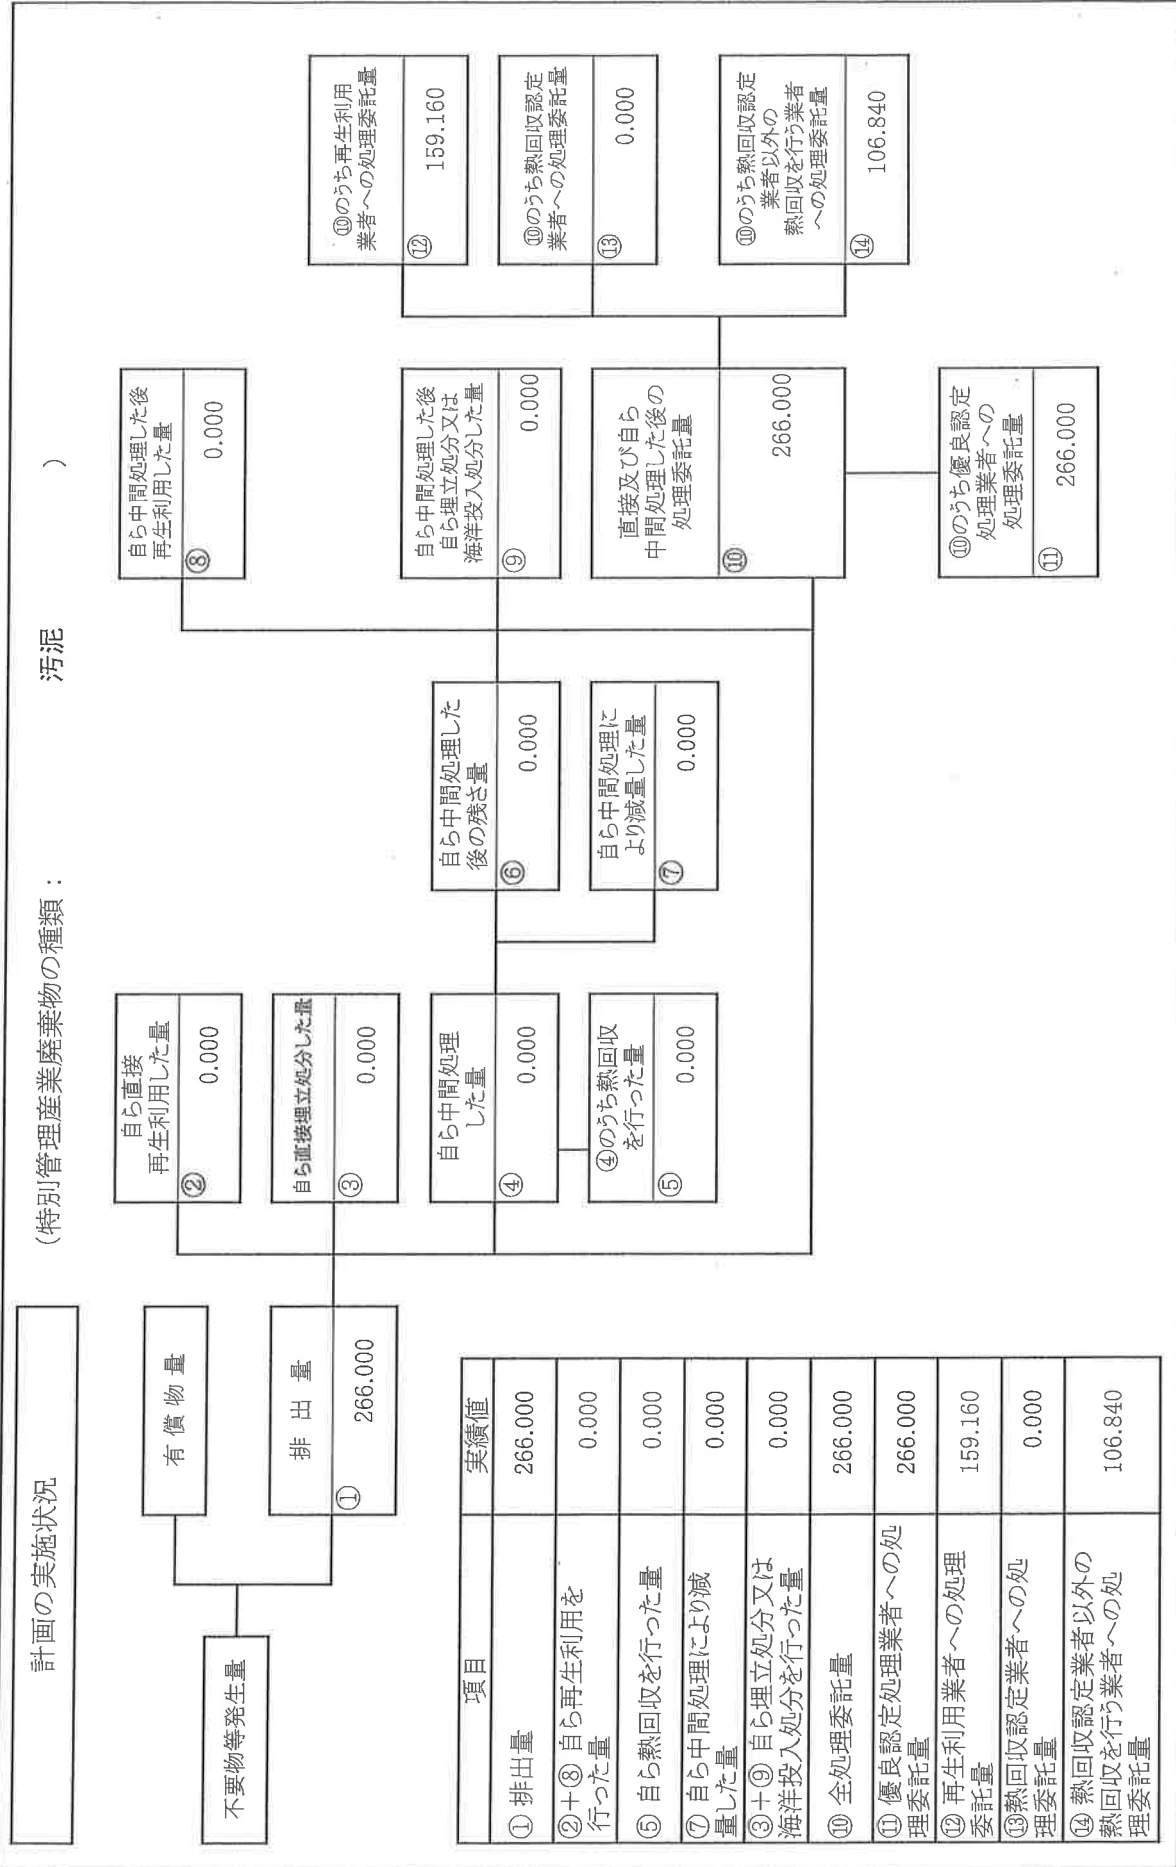 計画の実施状況
(特別管理産業廃棄物の種類：　汚泥　)
不要物等発生量
有 償 物 量
排 出 量
① 266.000
自ら直接
再生利用した量
② 0.000
自ら直接埋立処分した量
③ 0.000
自ら中間処理
した量
④ 0.000
④のうち熱回収
を行った量
⑤ 0.000
自ら中間処理した
後の残さ量
⑥ 0.000
自ら中間処理に
より減量した量
⑦ 0.000
自ら中間処理した後
再生利用した量
⑧ 0.000
自ら中間処理した後
自ら埋立処分又は
海洋投入処分した量
⑨ 0.000
直接及び自ら
中間処理した後の
処理委託量
⑩ 266.000
⑩のうち優良認定
処理業者への
処理委託量
⑪ 266.000
⑩のうち再生利用
業者への処理委託量
⑫ 159.160
⑩のうち熱回収認定
業者への処理委託量
⑬ 0.000
⑩のうち熱回収認定
業者以外の
熱回収を行う業者
への処理委託量
⑭ 106.840
項目 実績値
① 排出量 266.000
②＋⑧ 自ら再生利用を
行った量 0.000
⑤ 自ら熱回収を行った量 0.000
⑦ 自ら中間処理により減
量した量 0.000
③＋⑨ 自ら埋立処分又は
海洋投入処分を行った量 0.000
⑩ 全処理委託量 266.000
⑪ 優良認定処理業者への処
理委託量 266.000
⑫ 再生利用業者への処理
委託量 159.160
⑬熱回収認定業者への処
理委託量 0.000
⑭ 熱回収認定業者以外の
熱回収を行う業者への処
理委託量 106.840